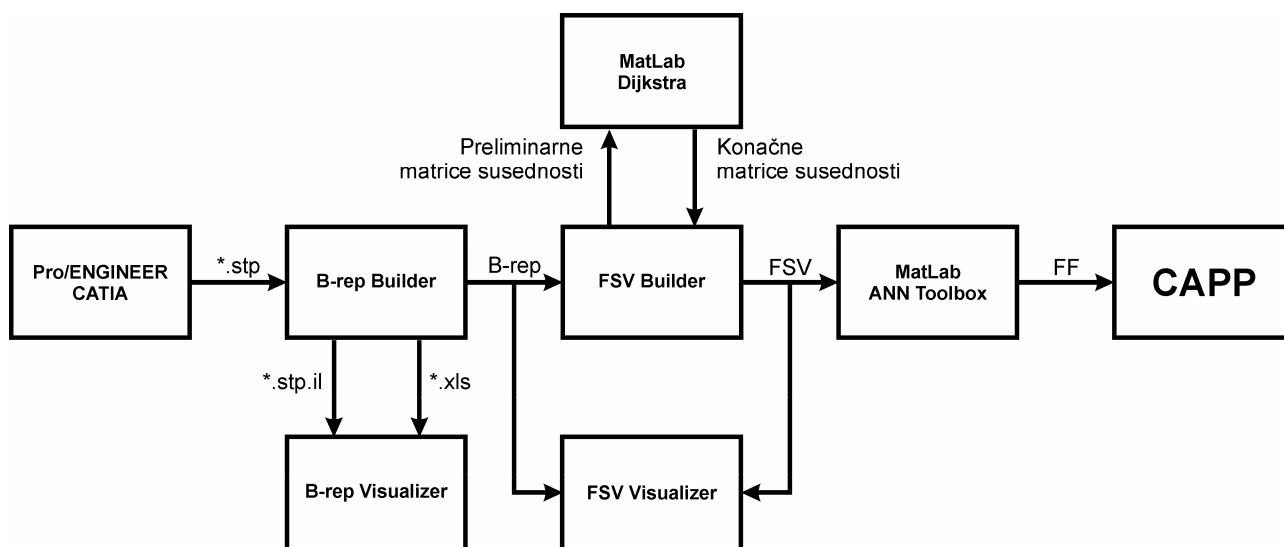 MatLab
Dijkstra
Preliminarne
matrice susednosti
Konačne
matrice susednosti
Pro/ENGINEER
CATIA
*.stp
B-rep Builder
B-rep
FSV Builder
FSV
MatLab
ANN Toolbox
FF
CAPP
*.stp.il
*.xls
B-rep Visualizer
FSV Visualizer